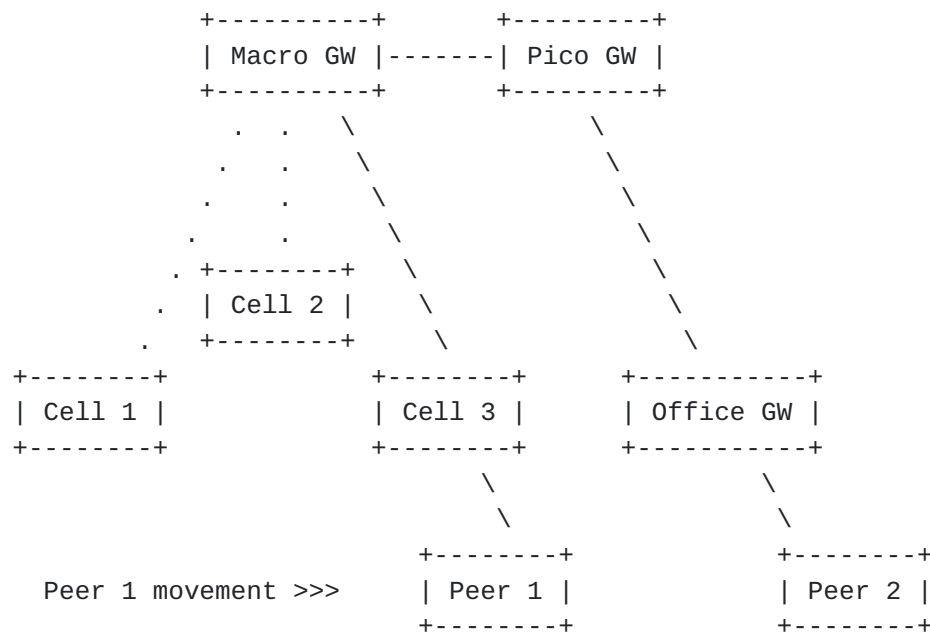 Macro GW Pico GW
Cell 2
Cell 1 Cell 3 Office GW
Peer 1 movement >>> Peer 1 Peer 2